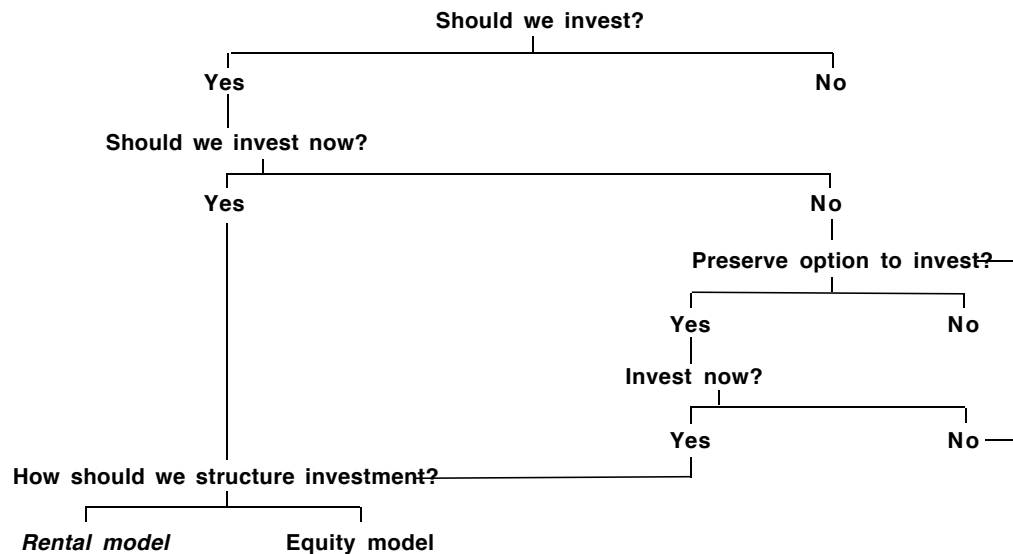 Should we invest?
Yes
No
Should we invest now?
Yes
No
Preserve option to invest?
Yes
No
Invest now?
Yes
No
How should we structure investment?
Rental model
Equity model